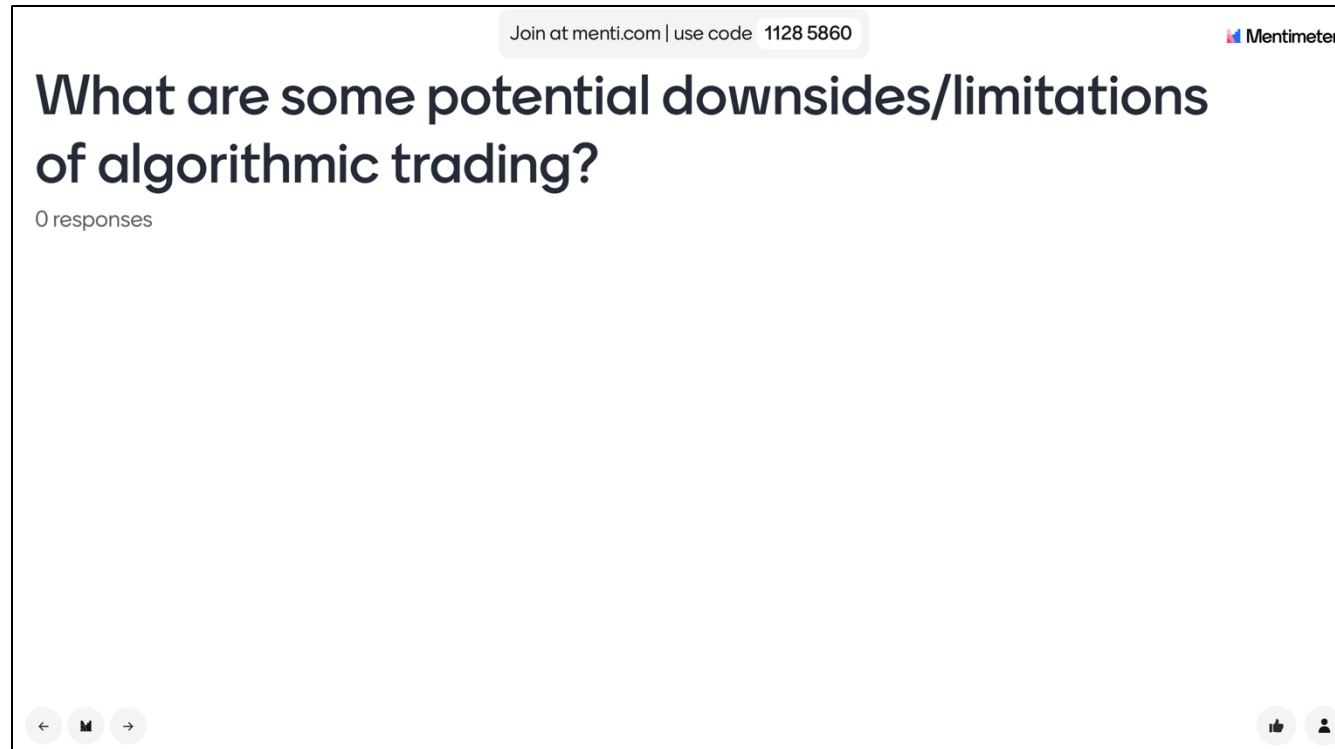 Join at menti.com | use code 1128 5860
Mentimeter
What are some potential downsides/limitations
of algorithmic trading?
0 responses